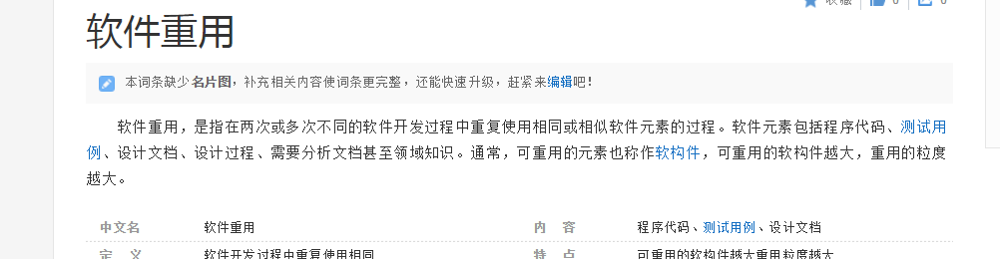 收藏 0 0
软件重用
本词条缺少名片图，补充相关内容使词条更完整，还能快速升级，赶紧来编辑吧！
软件重用，是指在两次或多次不同的软件开发过程中重复使用相同或相似软件元素的过程。软件元素包括程序代码、测试用
例、设计文档、设计过程、需要分析文档甚至领域知识。通常，可重用的元素也称作软构件，可重用的软构件越大，重用的粒度
越大。
中文名 软件重用 内 容 程序代码、测试用例、设计文档
定 义 软件开发过程中重复使用相同 特 点 可重用的软构件越大重用粒度越大